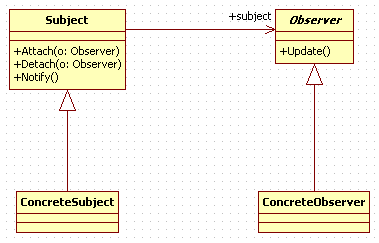 Subject
+Attach(o: Observer)
+Detach(o: Observer)
+Notify()
+subject
Observer
+Update()
ConcreteSubject
ConcreteObserver